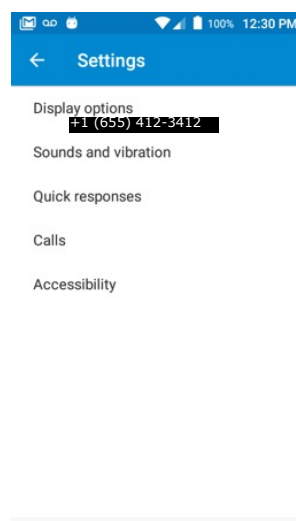 100% 12:30 PM
Settings
Display options
+1 (655) 412-3412
Sounds and vibration
Quick responses
Calls
Accessibility